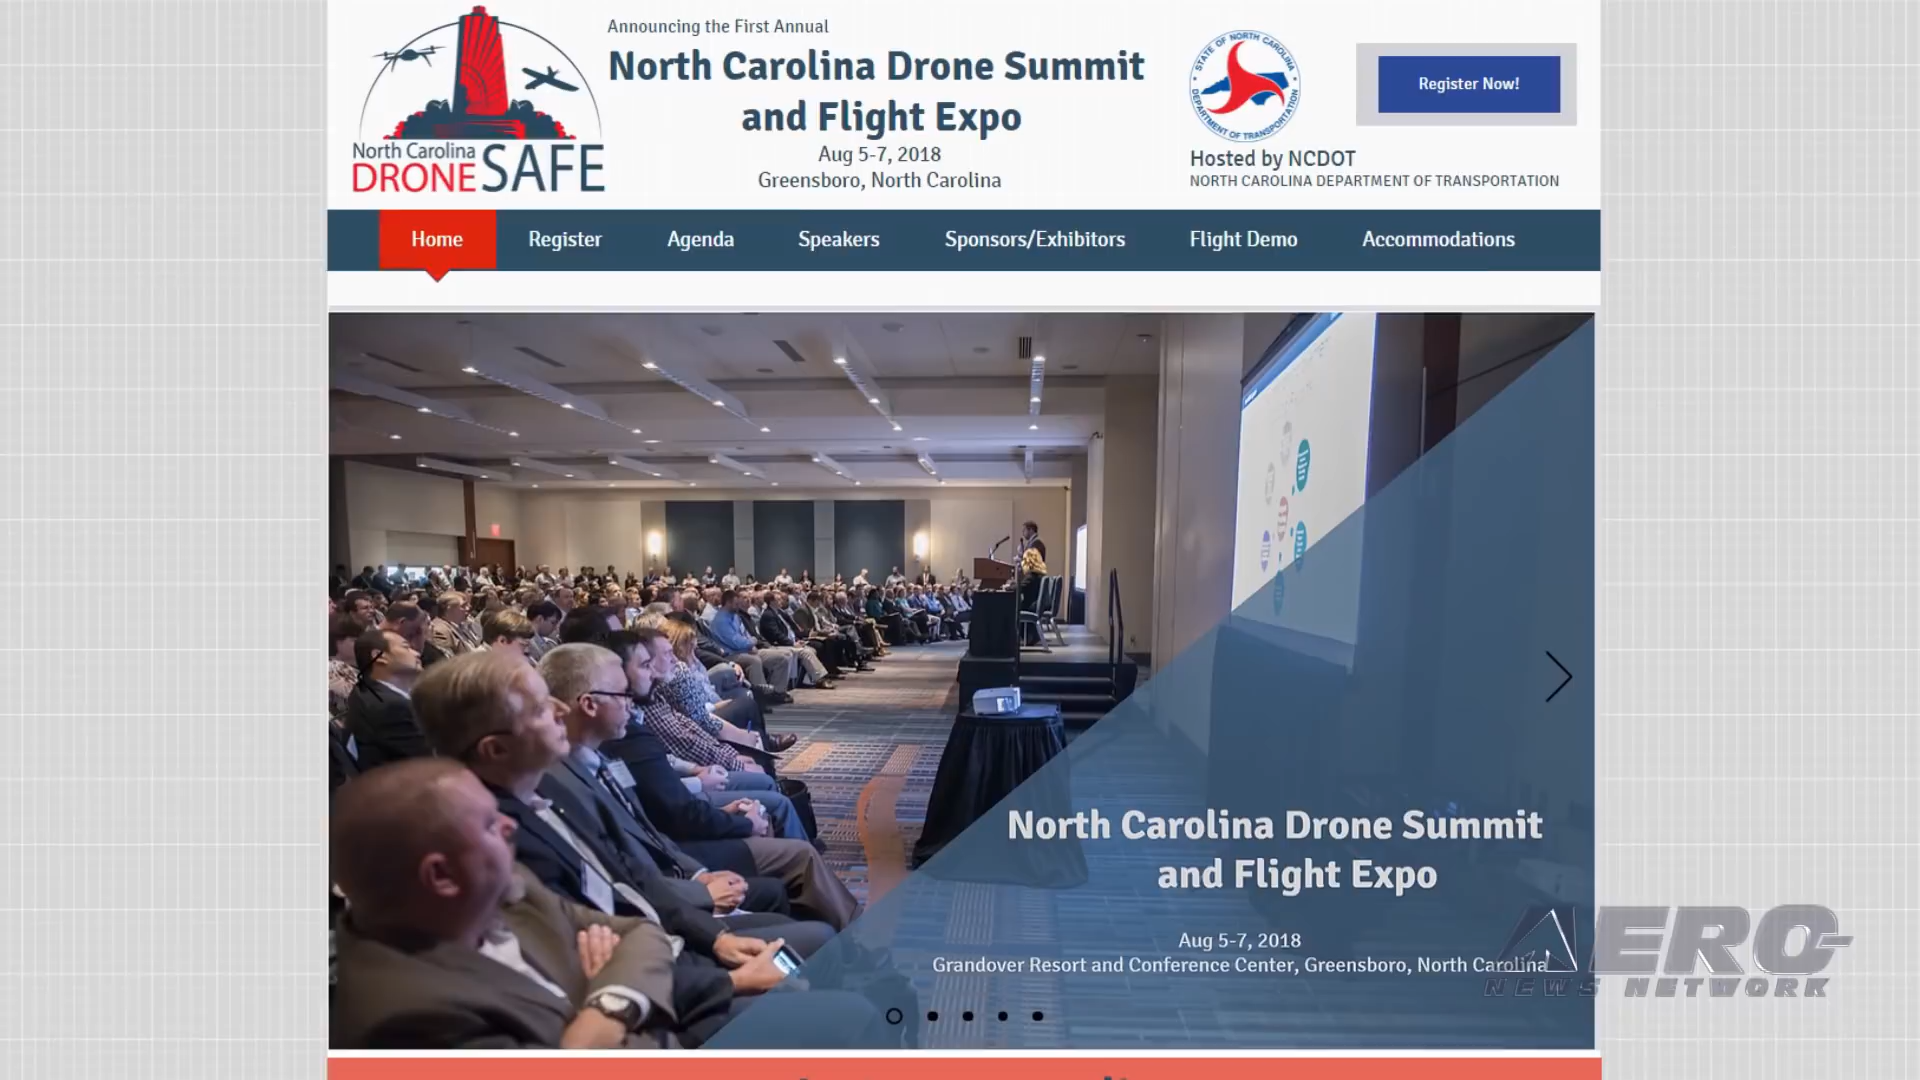 Announcing the First Annual
North Carolina Drone Summit
and Flight Expo
Aug 5-7, 2018
Greensboro, North Carolina
North Carolina
DRONE SAFE
STATE OF NORTH CAROLINA
DEPARTMENT OF TRANSPORTATION
Hosted by NCDOT
NORTH CAROLINA DEPARTMENT OF TRANSPORTATION
Register Now!
Home
Register
Agenda
Speakers
Sponsors/Exhibitors
Flight Demo
Accommodations
North Carolina Drone Summit
and Flight Expo
Aug 5-7, 2018
Grandover Resort and Conference Center, Greensboro, North Carolina
AERO-
NEWS NETWORK